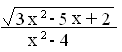 √(3x² - 5x + 2)
x² - 4